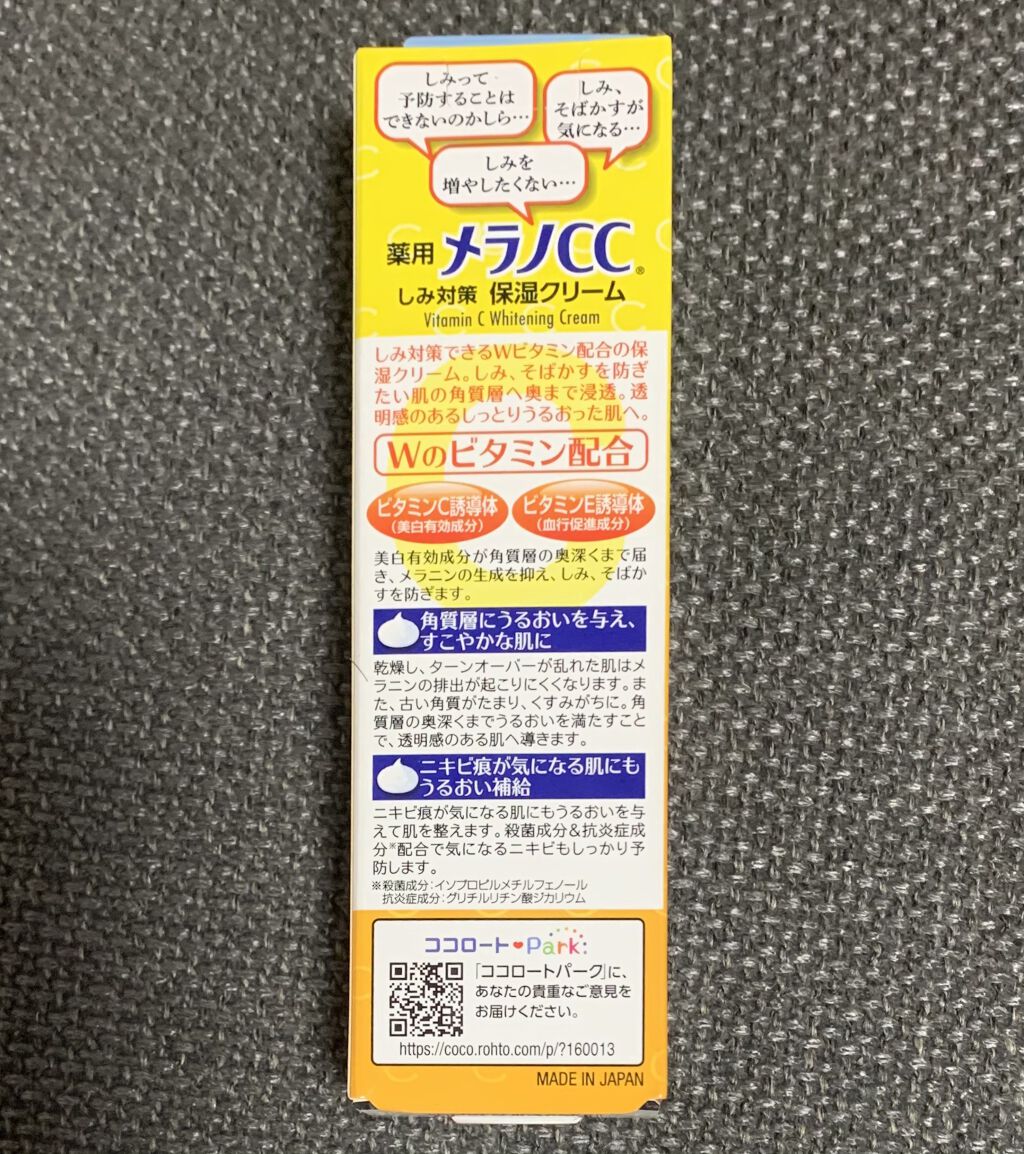 しみって
予防することは
できないのかしら…
しみ、
そばかすが
気になる…
しみを
増やしたくない…
薬用 メラノCC®
しみ対策 保湿クリーム
Vitamin C Whitening Cream
しみ対策できるWビタミン配合の保
湿クリーム。しみ、そばかすを防ぎ
たい肌の角質層へ奥まで浸透。透
明感のあるしっとりうるおった肌へ。
Wのビタミン配合
ビタミンC誘導体
(美白有効成分)
ビタミンE誘導体
(血行促進成分)
美白有効成分が角質層の奥深くまで届
き、メラニンの生成を抑え、しみ、そばか
すを防ぎます。
角質層にうるおいを与え、
すこやかな肌に
乾燥し、ターンオーバーが乱れた肌はメ
ラニンの排出が起こりにくくなります。ま
た、古い角質がたまり、くすみがちに。角
質層の奥深くまでうるおいを満たすこと
で、透明感のある肌へ導きます。
ニキビ痕が気になる肌にも
うるおい補給
ニキビ痕が気になる肌にもうるおいを与
えて肌を整えます。殺菌成分&抗炎症成
分※配合で気になるニキビもしっかり予
防します。
※殺菌成分:イソプロピルメチルフェノール
抗炎症成分:グリチルリチン酸ジカリウム
ココロート♥Park
「ココロートパーク」に、
あなたの貴重なご意見を
お届けください。
https://coco.rohto.com/p/?160013
MADE IN JAPAN